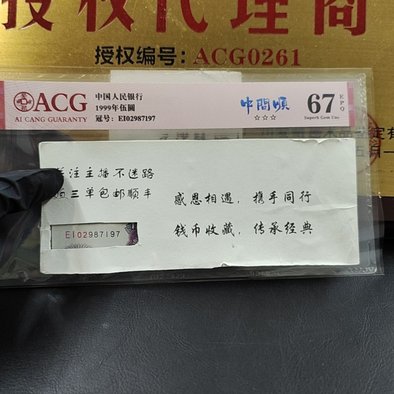 授权代理商
授权编号：ACG0261
ACG
AI CANG GUARANTY
中国人民银行
1999年伍圆
冠号：EI02987197
中間順
☆☆☆
67
EPQ
Superb Gem Unc
关注主播不迷路
三单包邮顺丰
感恩相遇，携手同行
EI02987197
钱币收藏，传承经典